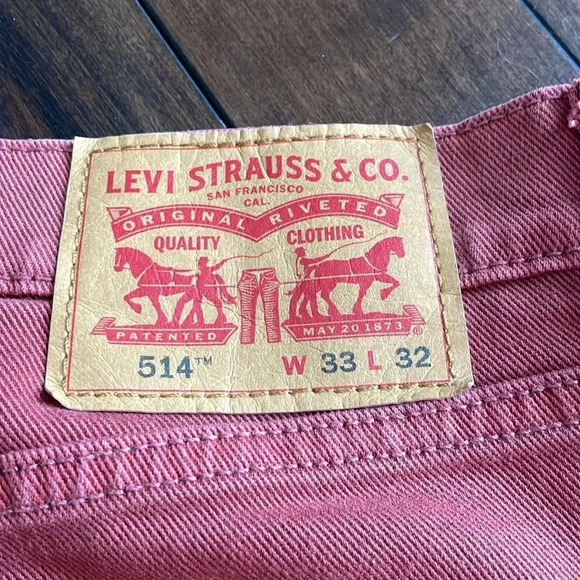 LEVI STRAUSS & CO.
SAN FRANCISCO
CAL.
ORIGINAL RIVETED
QUALITY CLOTHING
PATENTED MAY 20 1873 ®
514™ W 33 L 32